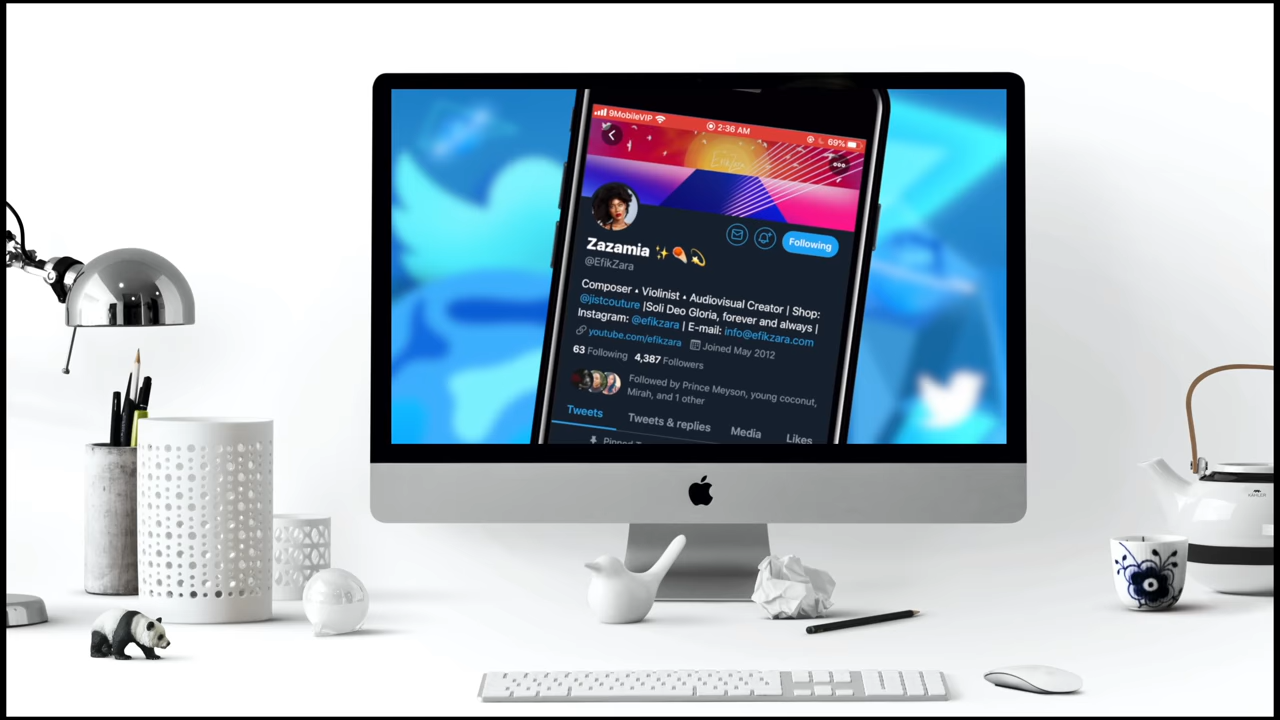 9MobileVIP
2:36 AM
69%
Following
Zazamia
@EfikZara
Composer • Violinist • Audiovisual Creator | Shop:
@jistcouture |Soli Deo Gloria, forever and always |
Instagram: @efikzara | E-mail: info@efikzara.com
youtube.com/efikzara Joined May 2012
63 Following 4,387 Followers
Followed by Prince Meyson, young coconut,
Mirah, and 1 other
Tweets Tweets & replies Media Likes
Pinned
KÄHLER